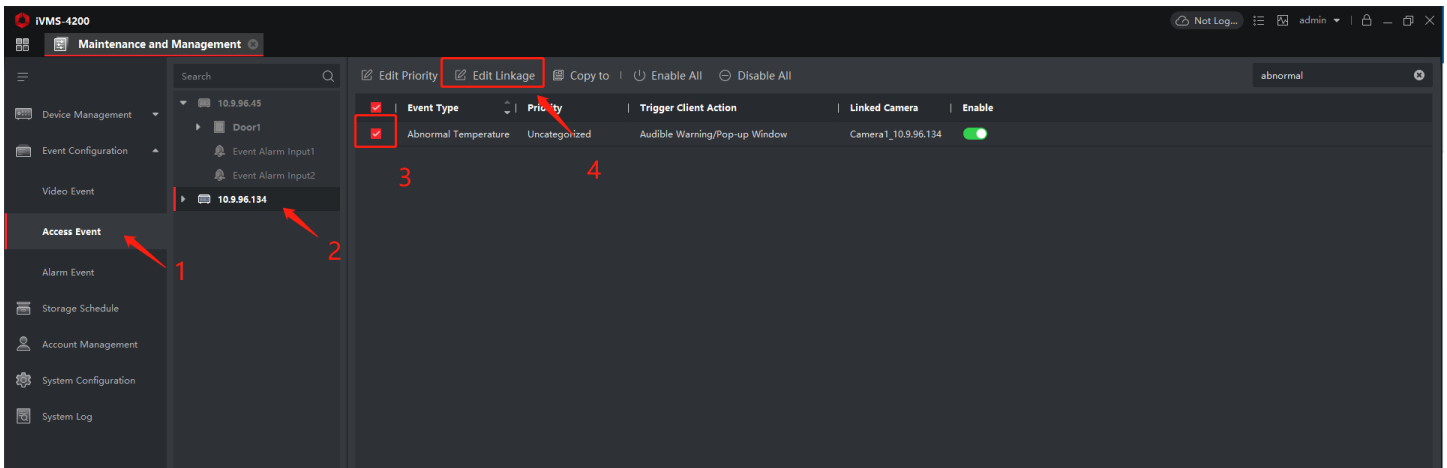 iVMS-4200
Not Log...
admin
Maintenance and Management
Search
Edit Priority
Edit Linkage
Copy to
Enable All
Disable All
abnormal
Device Management
Event Configuration
Video Event
Access Event
Alarm Event
Storage Schedule
Account Management
System Configuration
System Log
10.9.96.45
Door1
Event Alarm Input1
Event Alarm Input2
10.9.96.134
Event Type
Priority
Trigger Client Action
Linked Camera
Enable
Abnormal Temperature
Uncategorized
Audible Warning/Pop-up Window
Camera1_10.9.96.134
1
2
3
4